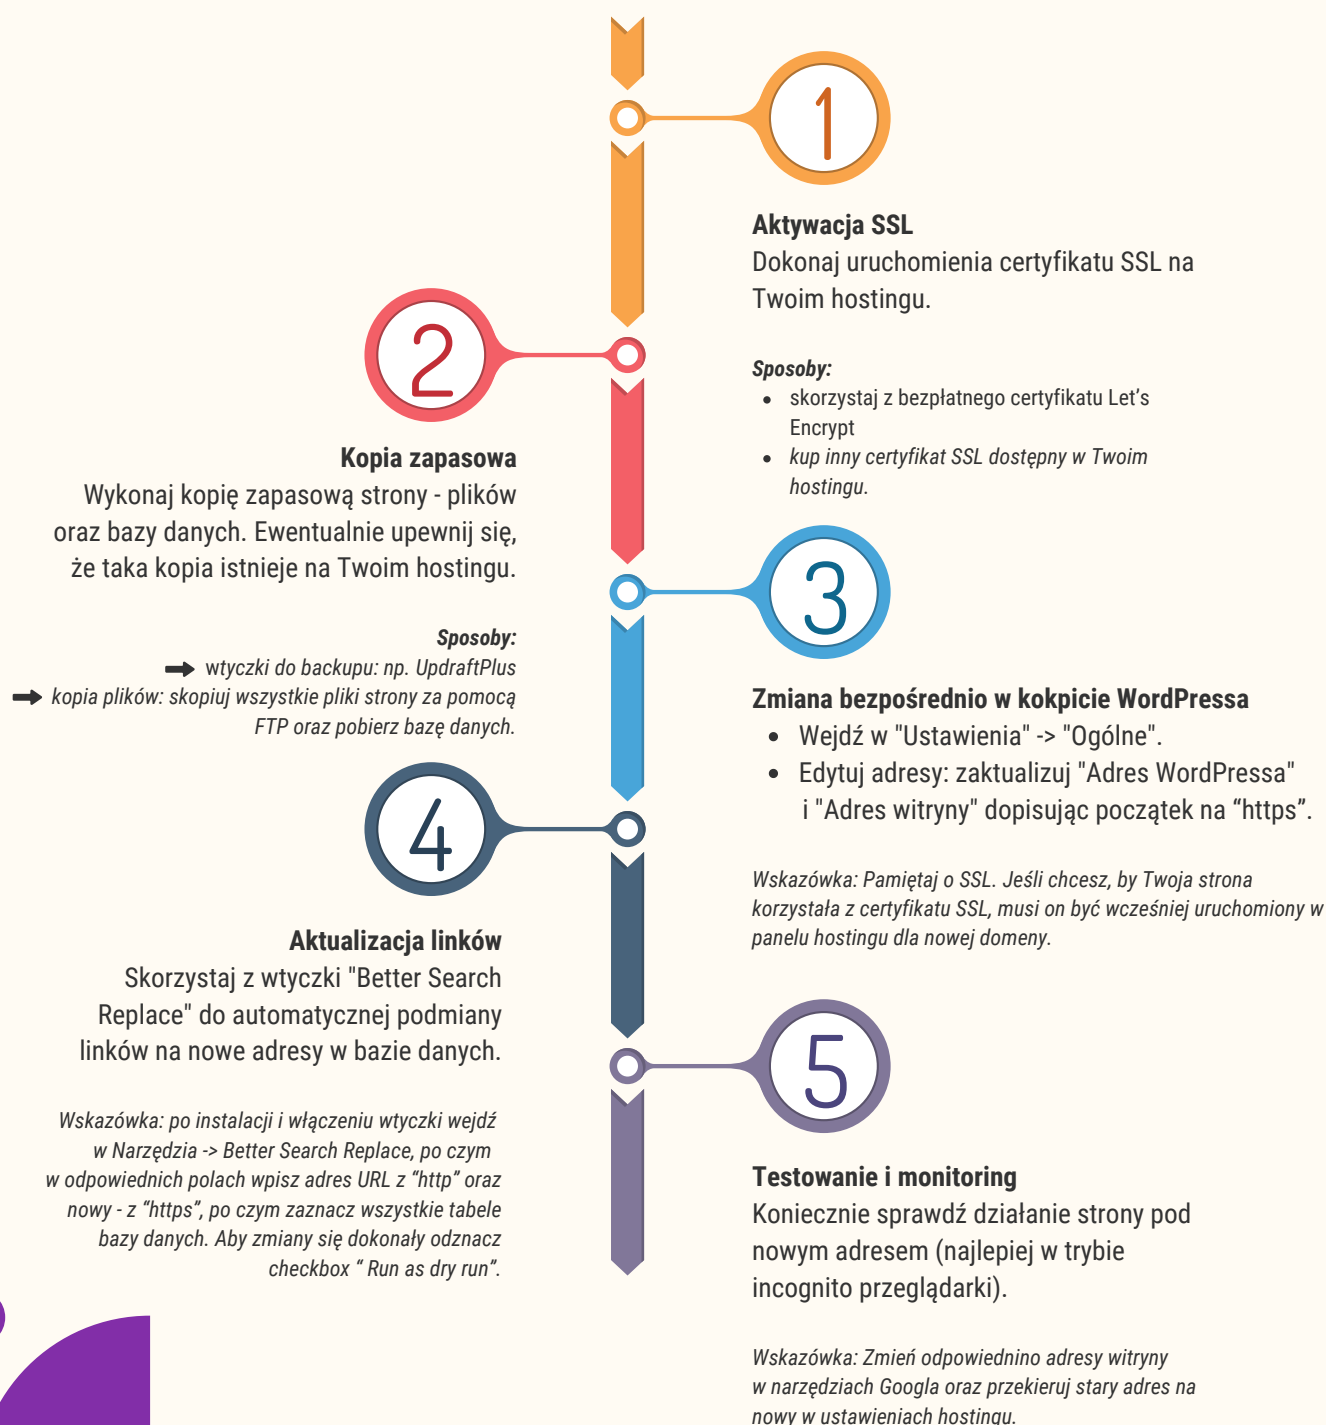 1
Aktywacja SSL
Dokonaj uruchomienia certyfikatu SSL na
Twoim hostingu.
Sposoby:
• skorzystaj z bezpłatnego certyfikatu Let’s
Encrypt
• kup inny certyfikat SSL dostępny w Twoim
hostingu.
2
Kopia zapasowa
Wykonaj kopię zapasową strony - plików
oraz bazy danych. Ewentualnie upewnij się,
że taka kopia istnieje na Twoim hostingu.
Sposoby:
➡ wtyczki do backupu: np. UpdraftPlus
➡ kopia plików: skopiuj wszystkie pliki strony za pomocą
FTP oraz pobierz bazę danych.
3
Zmiana bezpośrednio w kokpicie WordPressa
• Wejdź w "Ustawienia" -> "Ogólne".
• Edytuj adresy: zaktualizuj "Adres WordPressa"
i "Adres witryny" dopisując początek na “https”.
Wskazówka: Pamiętaj o SSL. Jeśli chcesz, by Twoja strona
korzystała z certyfikatu SSL, musi on być wcześniej uruchomiony w
panelu hostingu dla nowej domeny.
4
Aktualizacja linków
Skorzystaj z wtyczki "Better Search
Replace" do automatycznej podmiany
linków na nowe adresy w bazie danych.
Wskazówka: po instalacji i włączeniu wtyczki wejdź
w Narzędzia -> Better Search Replace, po czym
w odpowiednich polach wpisz adres URL z “http” oraz
nowy - z “https”, po czym zaznacz wszystkie tabele
bazy danych. Aby zmiany się dokonały odznacz
checkbox “ Run as dry run”.
5
Testowanie i monitoring
Koniecznie sprawdź działanie strony pod
nowym adresem (najlepiej w trybie
incognito przeglądarki).
Wskazówka: Zmień odpowiednino adresy witryny
w narzędziach Googla oraz przekieruj stary adres na
nowy w ustawieniach hostingu.